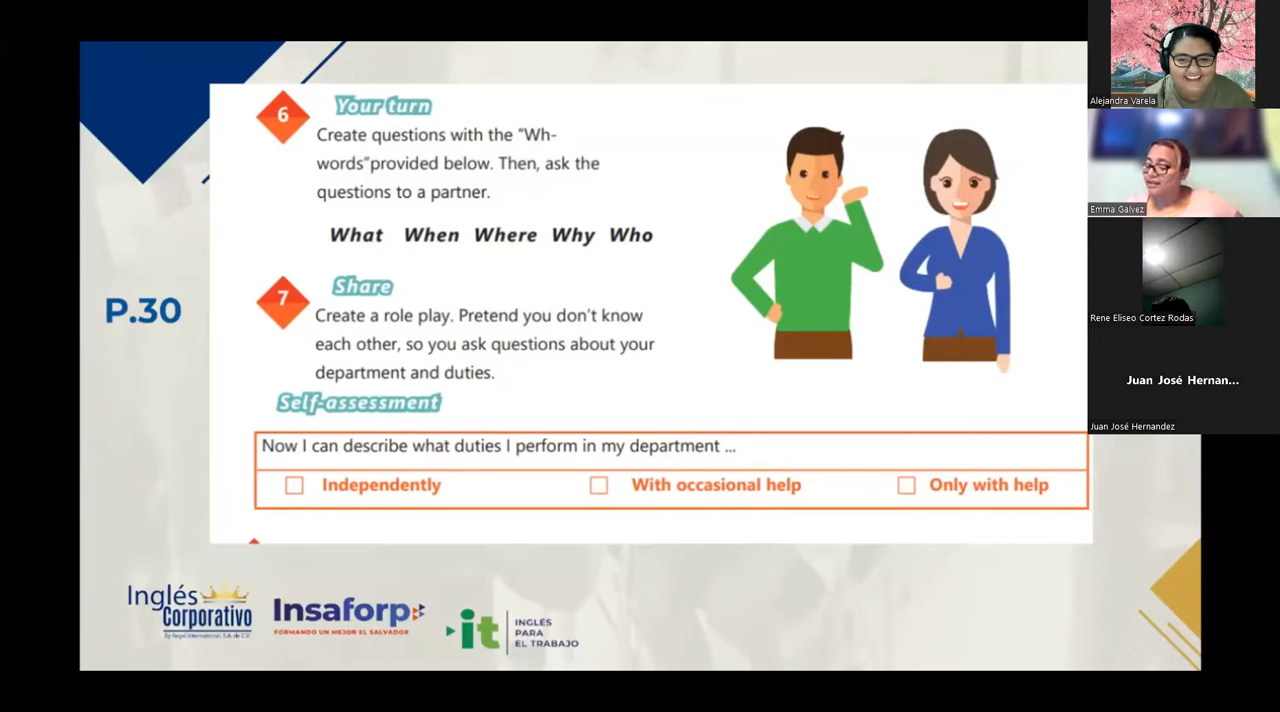 6
Your turn
Create questions with the "Wh-
words"provided below. Then, ask the
questions to a partner.
What When Where Why Who
7
Share
Create a role play. Pretend you don't know
each other, so you ask questions about your
department and duties.
Self-assessment
Now I can describe what duties I perform in my department ...
Independently
With occasional help
Only with help
P.30
Inglés
Corporativo
By Regal International, S.A. de C.V.
Insaforp
FORMANDO UN MEJOR EL SALVADOR
it
INGLÉS
PARA
EL TRABAJO
Alejandra Varela
Emma Galvez
Rene Eliseo Cortez Rodas
Juan José Hernan...
Juan José Hernandez